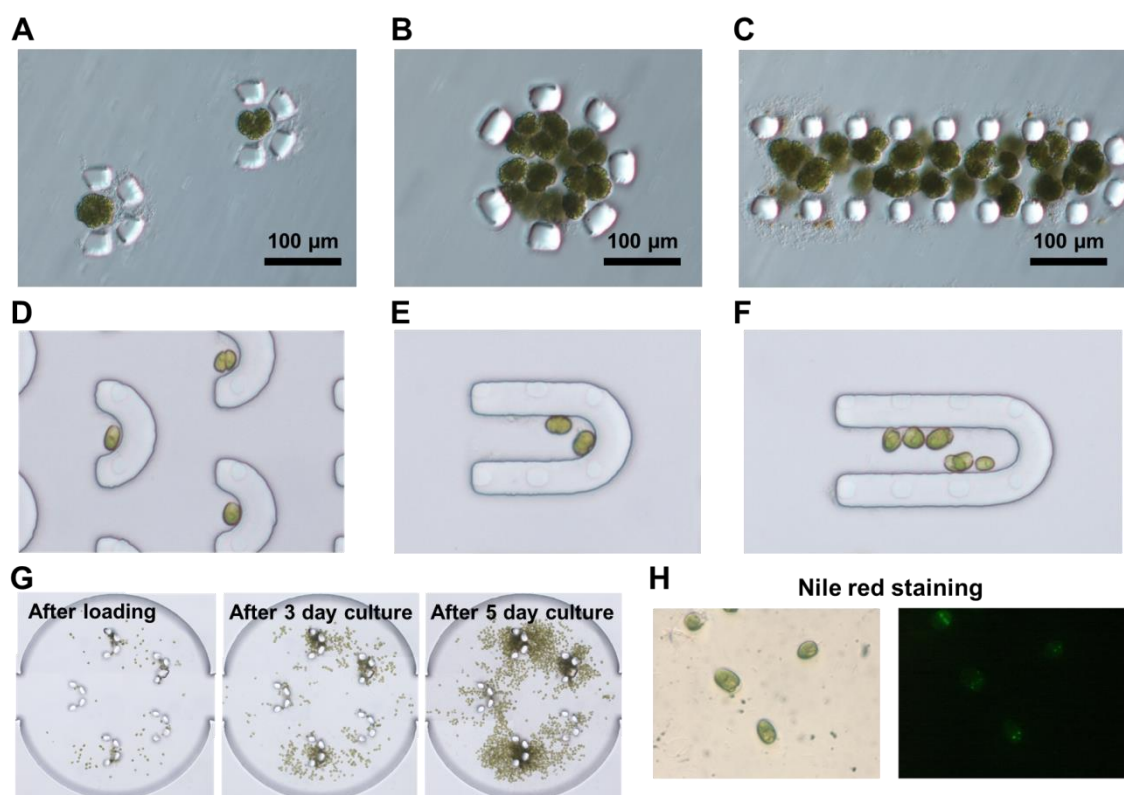 A
B
C
100 µm
100 µm
100 µm
D
E
F
G
H
Nile red staining
After loading
After 3 day culture
After 5 day culture